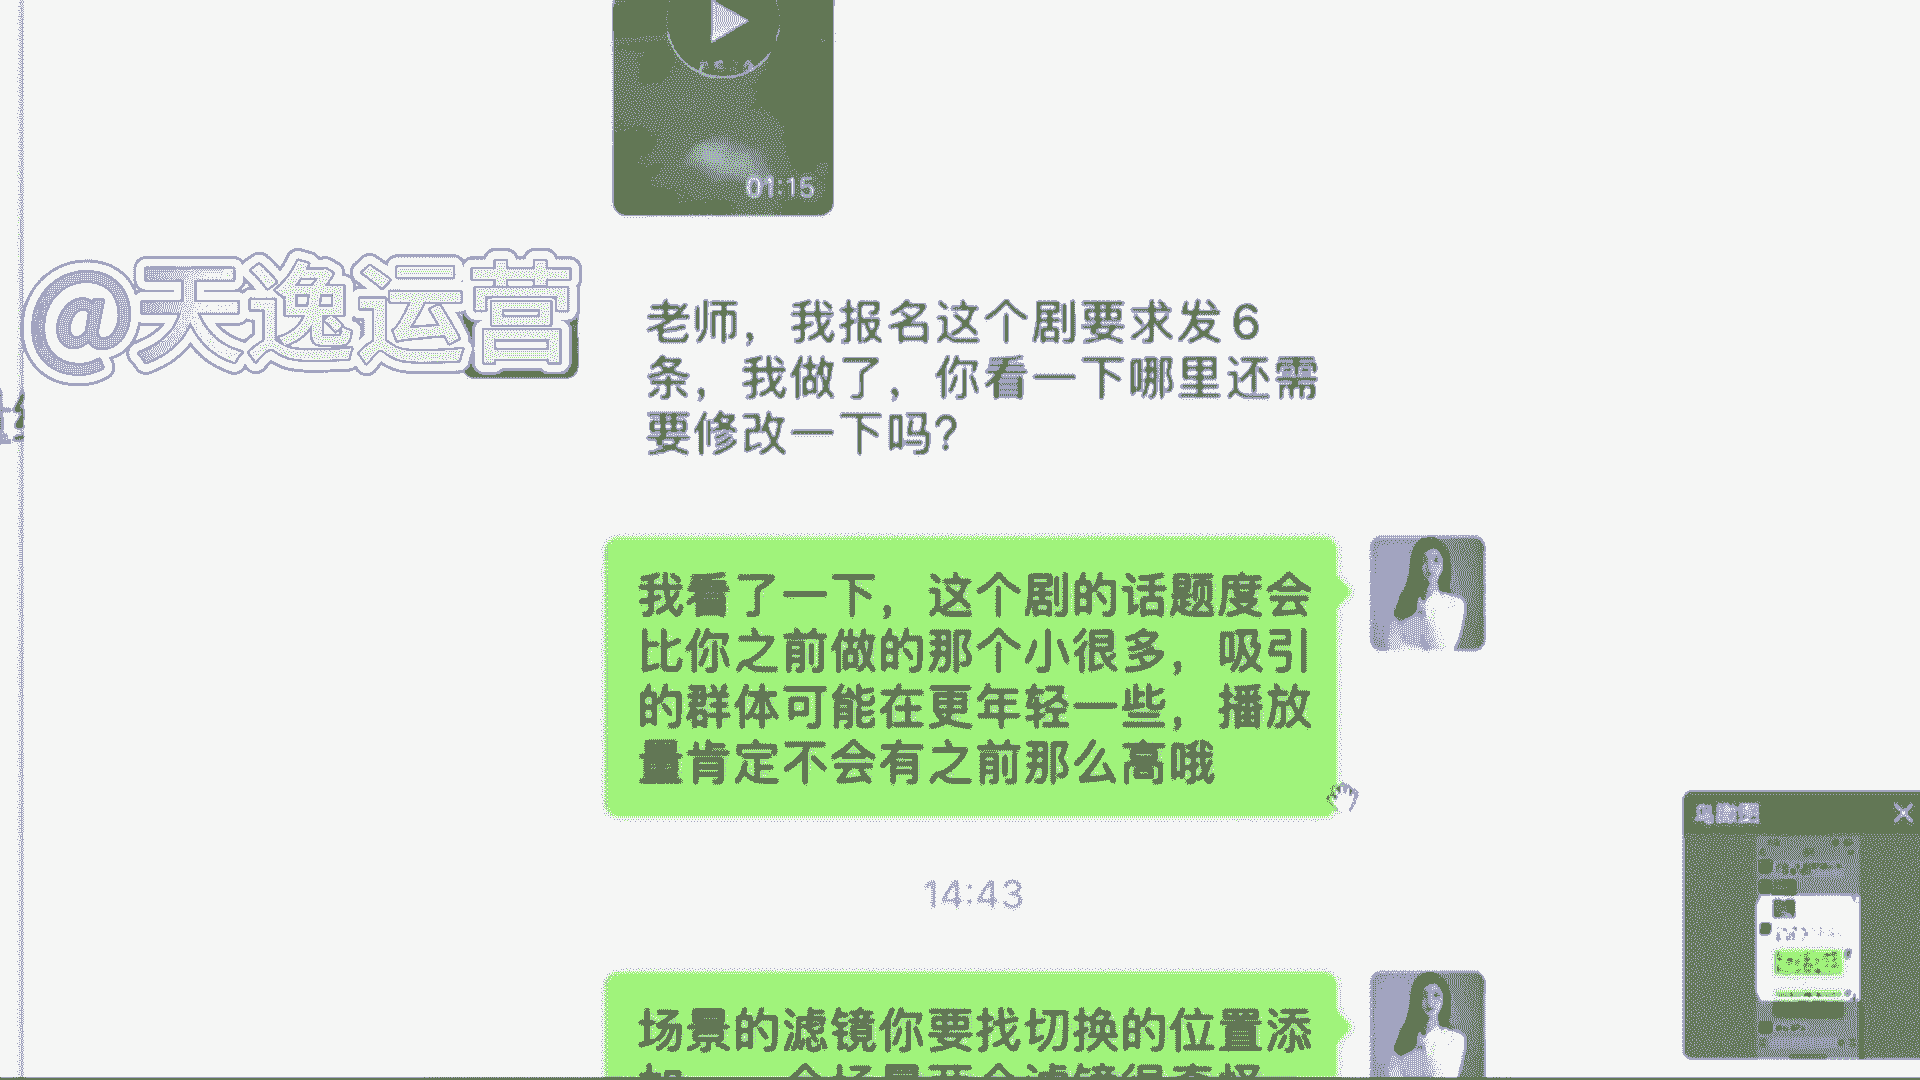 01:15
@天逸运营
老师，我报名这个剧要求发6
条，我做了，你看一下哪里还需
要修改一下吗？
我看了一下，这个剧的话题度会
比你之前做的那个小很多，吸引
的群体可能在更年轻一些，播放
量肯定不会有之前那么高哦
14:43
场景的滤镜你要找切换的位置添